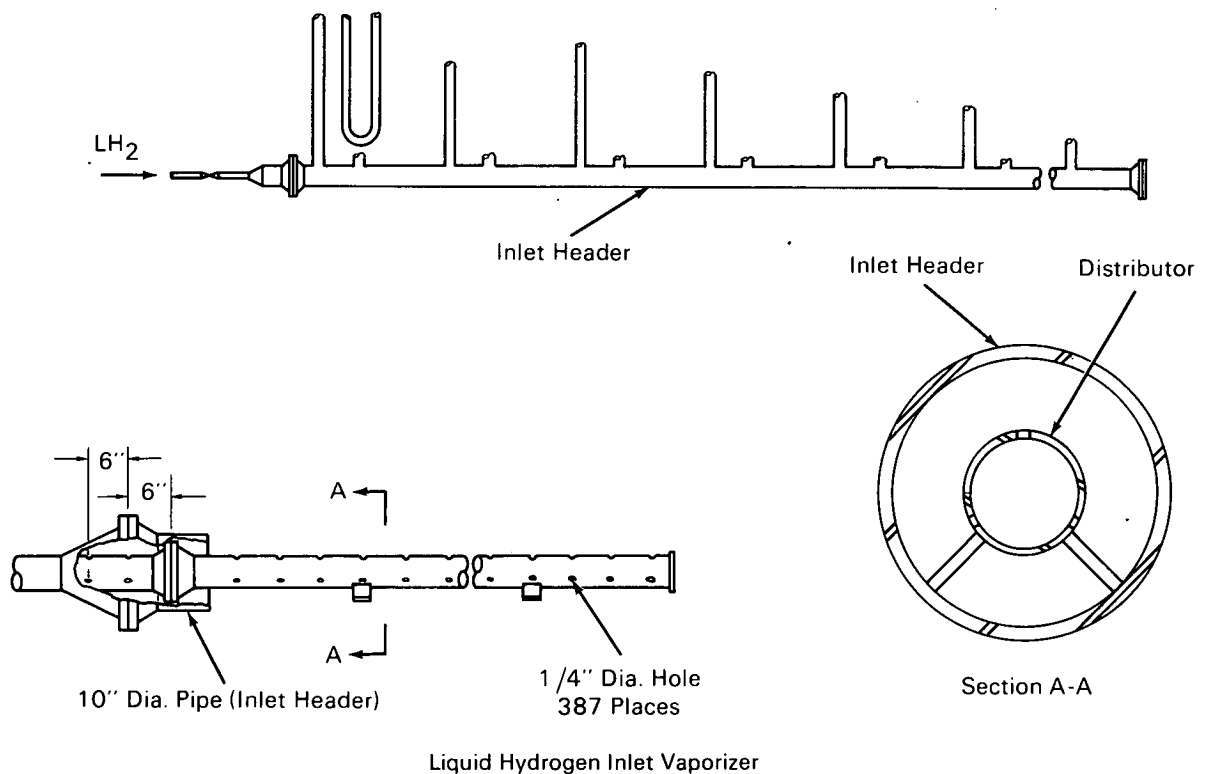 LH2
Inlet Header
Inlet Header
Distributor
6"
6"
A
A
10" Dia. Pipe (Inlet Header)
1/4" Dia. Hole
387 Places
Section A-A
Liquid Hydrogen Inlet Vaporizer